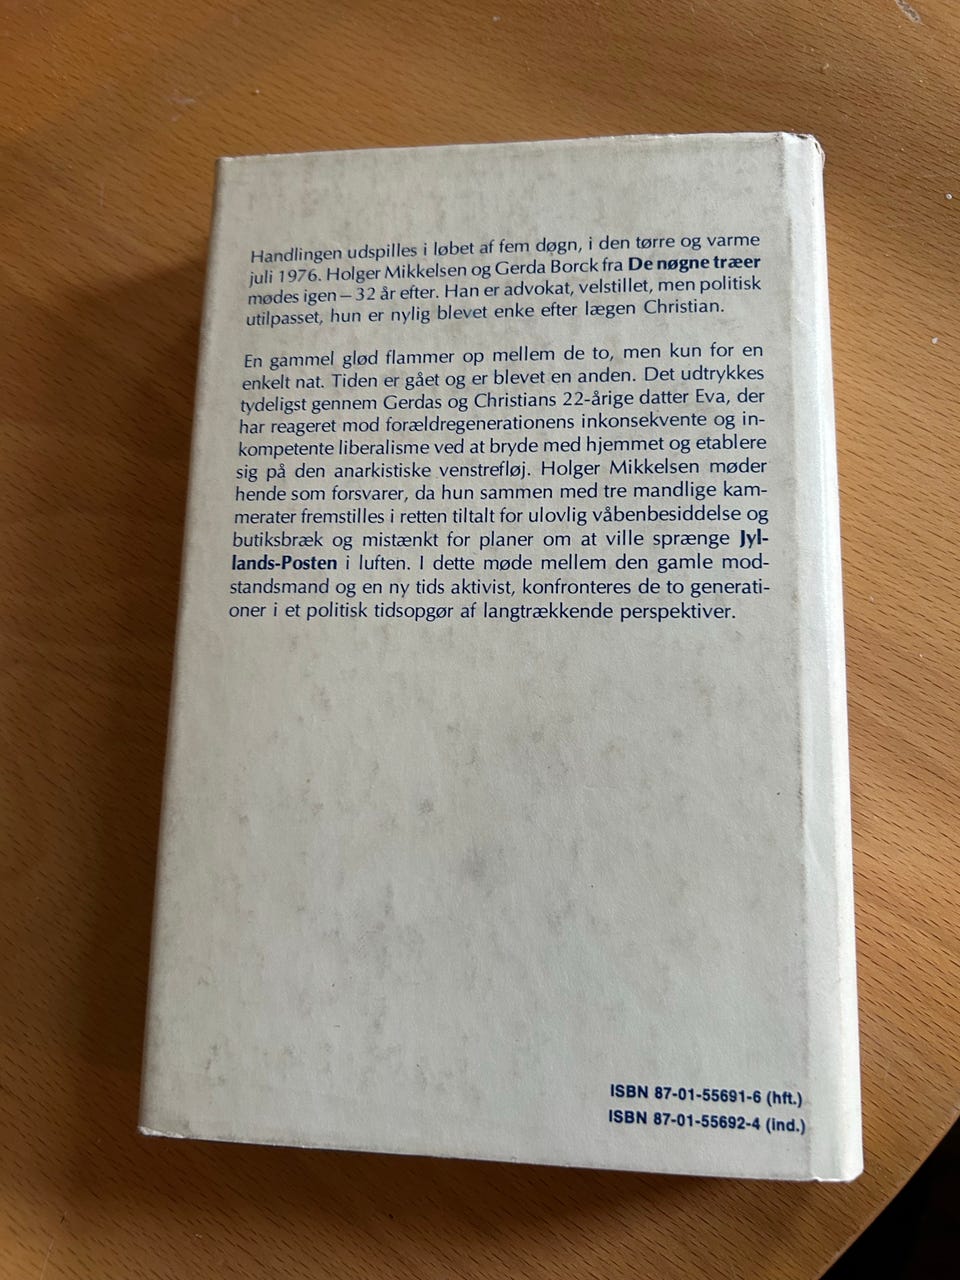 Handlingen udspilles i løbet af fem døgn, i den tørre og varme
juli 1976. Holger Mikkelsen og Gerda Borck fra De nøgne træer
mødes igen – 32 år efter. Han er advokat, velstillet, men politisk
utilpasset, hun er nylig blevet enke efter lægen Christian.
En gammel glød flammer op mellem de to, men kun for en
enkelt nat. Tiden er gået og er blevet en anden. Det udtrykkes
tydeligst gennem Gerdas og Christians 22-årige datter Eva, der
har reageret mod forældregenerationens inkonsekvente og in-
kompetente liberalisme ved at bryde med hjemmet og etablere
sig på den anarkistiske venstrefløj. Holger Mikkelsen møder
hende som forsvarer, da hun sammen med tre mandlige kam-
merater fremstilles i retten tiltalt for ulovlig våbenbesiddelse og
butiksbræk og mistænkt for planer om at ville sprænge Jyl-
lands-Posten i luften. I dette møde mellem den gamle mod-
standsmand og en ny tids aktivist, konfronteres de to generati-
oner i et politisk tidsopgør af langtrækkende perspektiver.
ISBN 87-01-55691-6 (hft.)
ISBN 87-01-55692-4 (ind.)